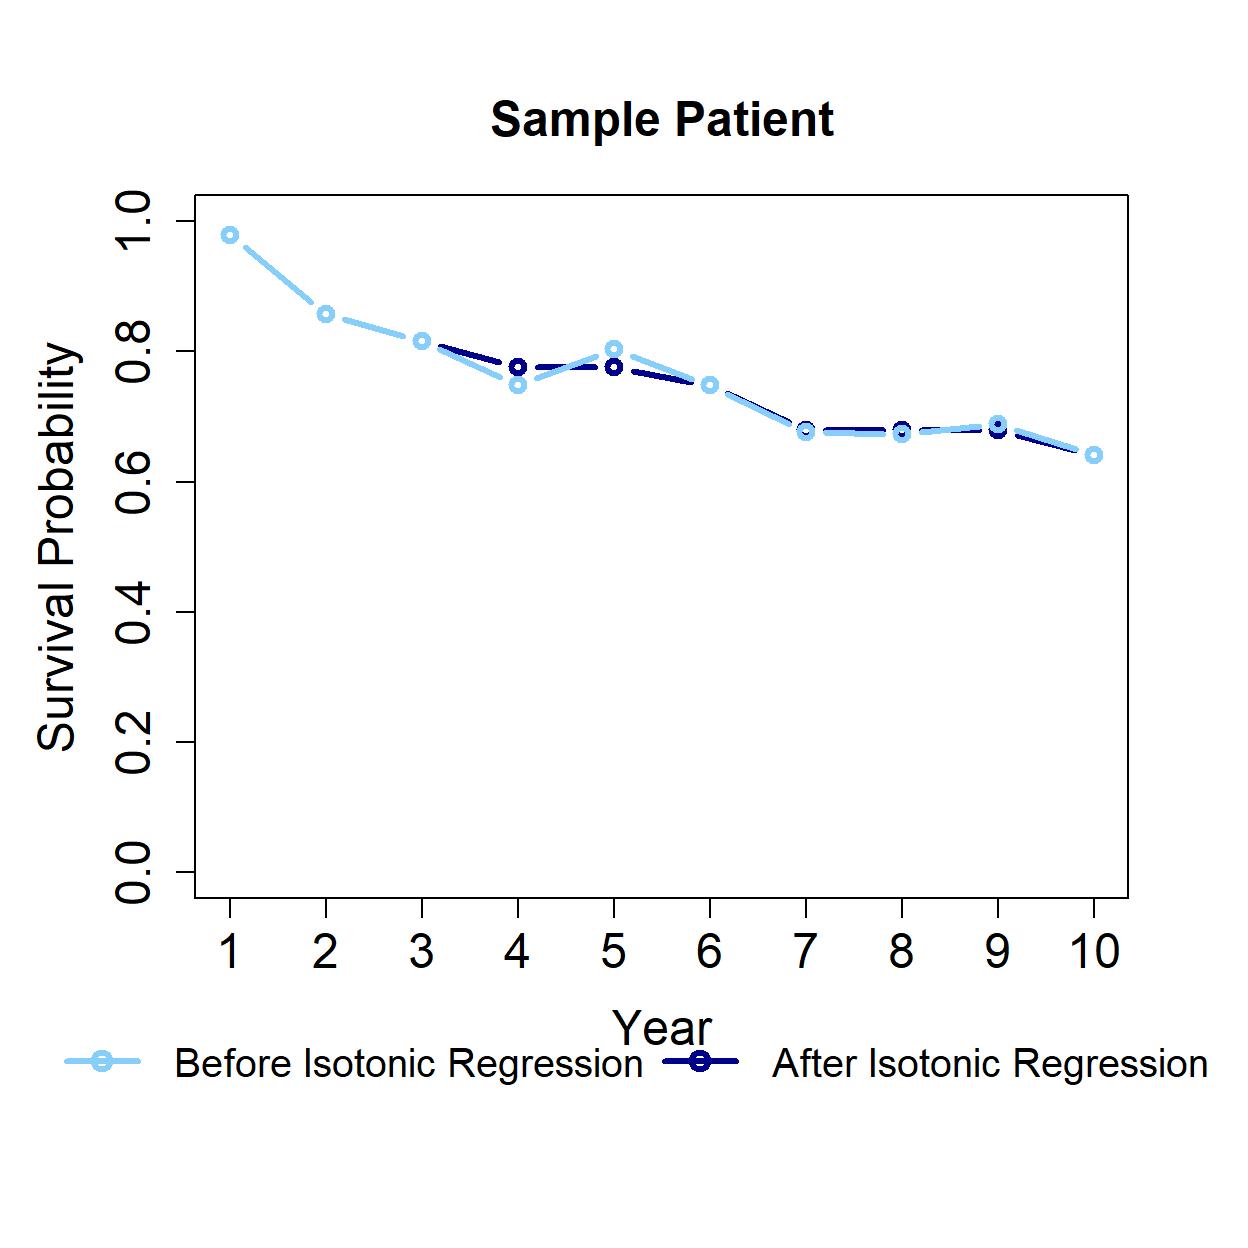 Sample Patient
Survival Probability
1.0
0.8
0.6
0.4
0.2
0.0
1 2 3 4 5 6 7 8 9 10
Year
Before Isotonic Regression After Isotonic Regression